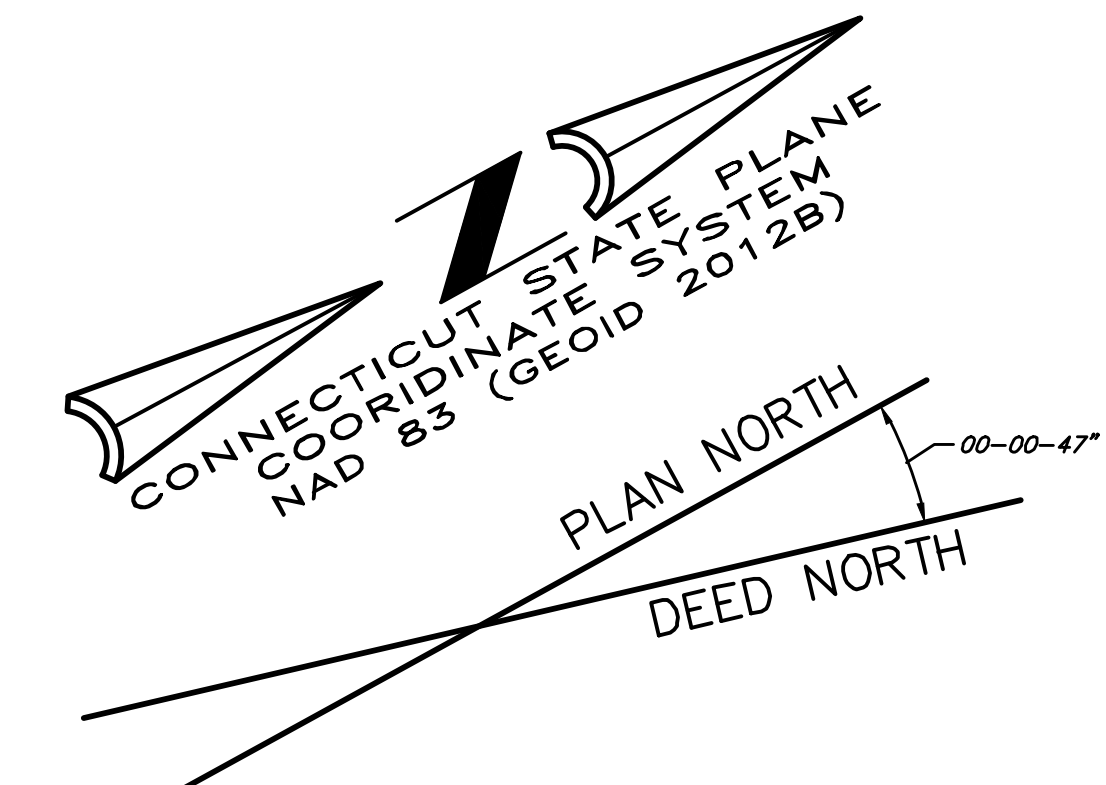 CONNECTICUT STATE PLANE
COORIDINATE SYSTEM
NAD 83 (GEOID 2012B)
PLAN NORTH
00-00-47"
DEED NORTH